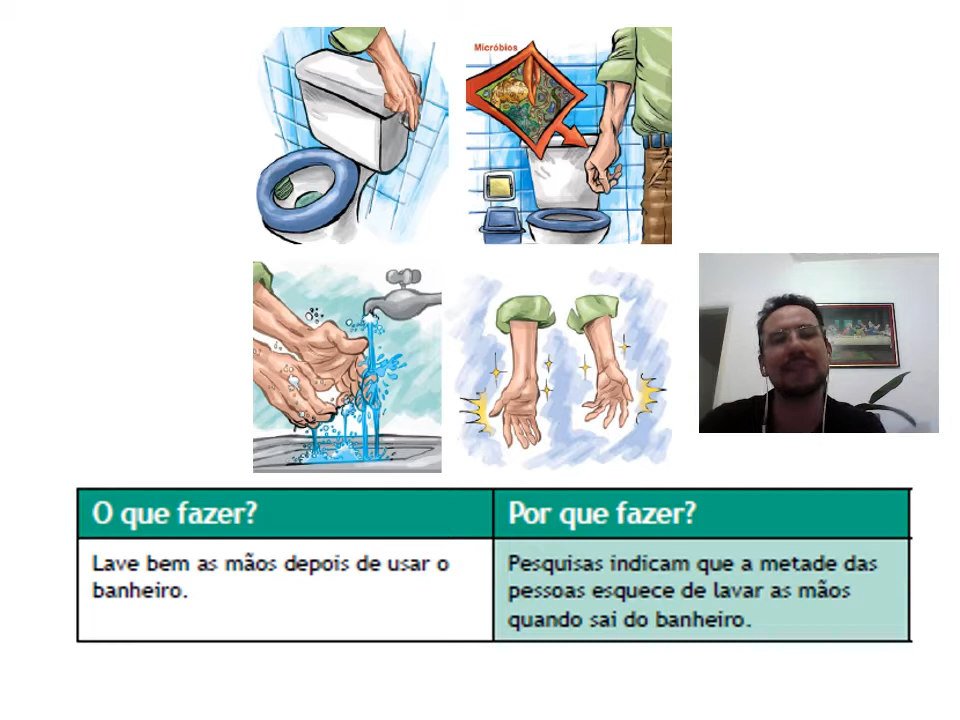 Micróbios
O que fazer?
Por que fazer?
Lave bem as mãos depois de usar o
banheiro.
Pesquisas indicam que a metade das
pessoas esquece de lavar as mãos
quando sai do banheiro.